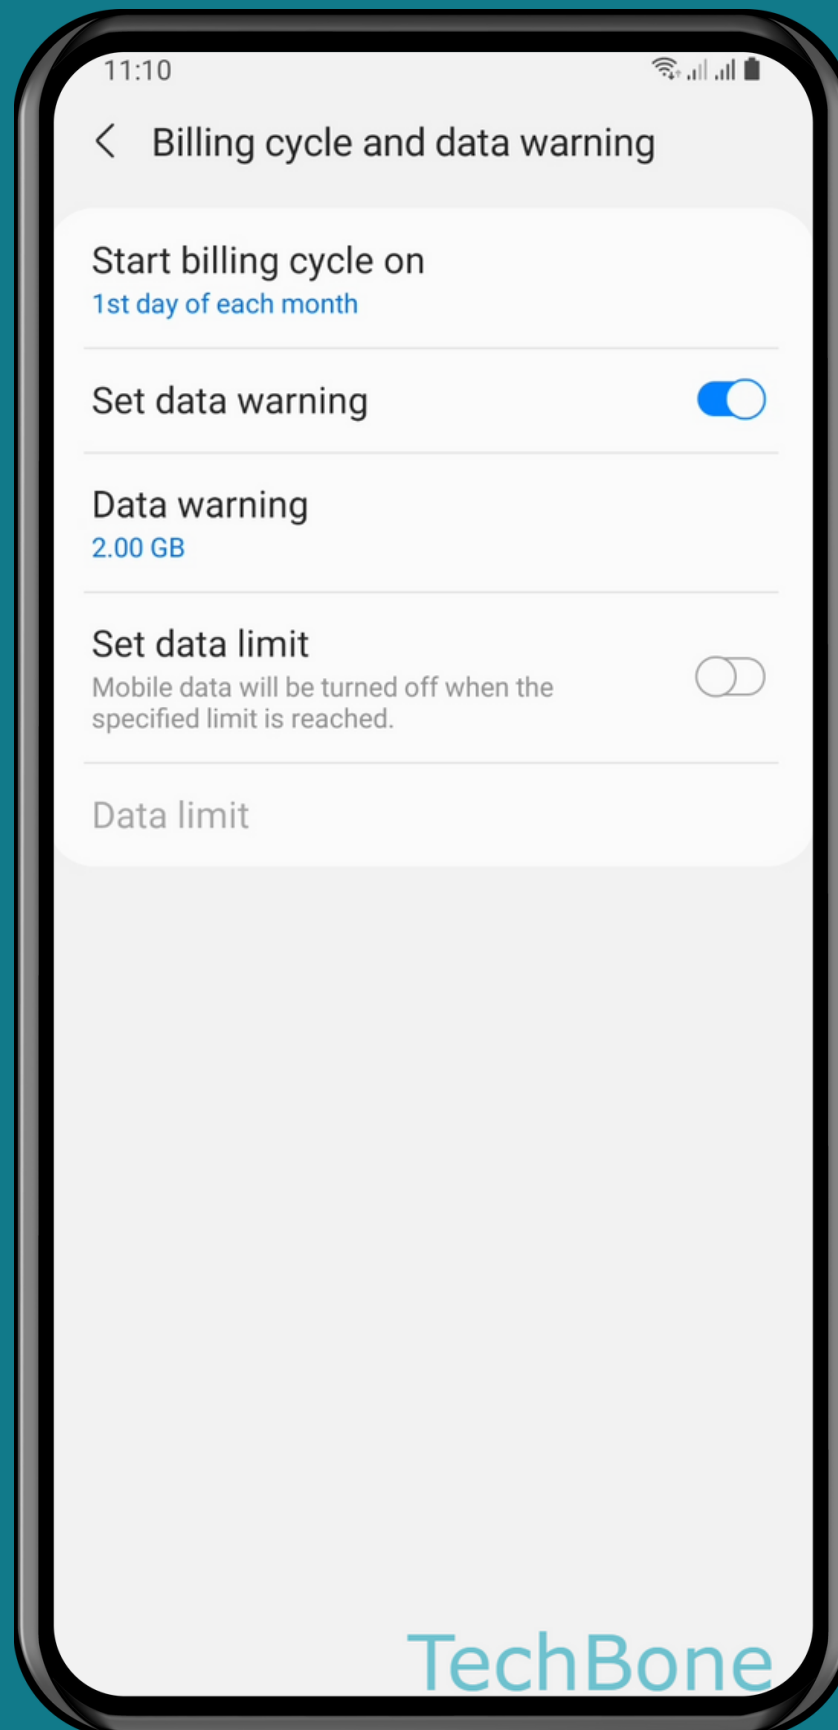 11:10
Billing cycle and data warning
Start billing cycle on
1st day of each month
Set data warning
Data warning
2.00 GB
Set data limit
Mobile data will be turned off when the
specified limit is reached.
Data limit
TechBone